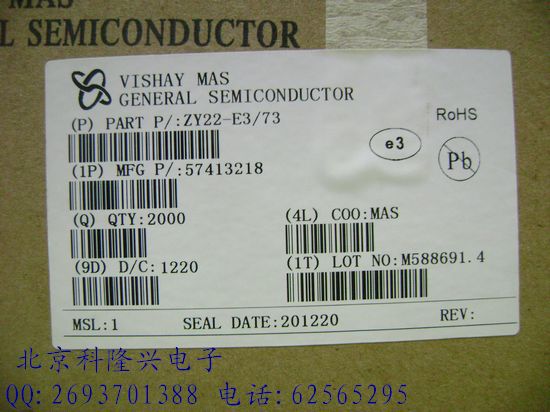 MAS
L SEMICONDUCTOR
VISHAY MAS
GENERAL SEMICONDUCTOR
(P) PART P/:ZY22-E3/73
RoHS
e3
Pb
(1P) MFG P/:57413218
(Q) QTY:2000
(4L) COO:MAS
(9D) D/C:1220
(1T) LOT NO:M588691.4
MSL:1 SEAL DATE:201220 REV:
北京科隆兴电子
QQ:2693701388 电话:62565295